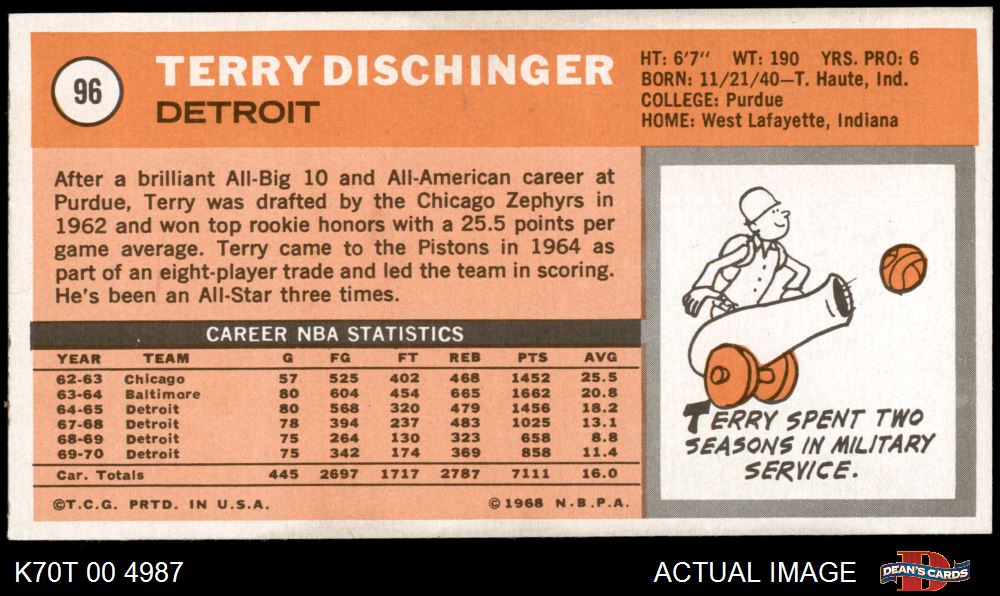 96
TERRY DISCHINGER
DETROIT
HT: 6'7" WT: 190 YRS. PRO: 6
BORN: 11/21/40—T. Haute, Ind.
COLLEGE: Purdue
HOME: West Lafayette, Indiana
After a brilliant All-Big 10 and All-American career at
Purdue, Terry was drafted by the Chicago Zephyrs in
1962 and won top rookie honors with a 25.5 points per
game average. Terry came to the Pistons in 1964 as
part of an eight-player trade and led the team in scoring.
He's been an All-Star three times.
CAREER NBA STATISTICS
YEAR TEAM G FG FT REB PTS AVG
62-63 Chicago 57 525 402 468 1452 25.5
63-64 Baltimore 80 604 454 665 1662 20.8
64-65 Detroit 80 568 320 479 1456 18.2
67-68 Detroit 78 394 237 483 1025 13.1
68-69 Detroit 75 264 130 323 658 8.8
69-70 Detroit 75 342 174 369 858 11.4
Car. Totals 445 2697 1717 2787 7111 16.0
©T.C.G. PRTD. IN U.S.A. ©1968 N.B.P.A.
TERRY SPENT TWO
SEASONS IN MILITARY
SERVICE.
K70T 00 4987 ACTUAL IMAGE
D
DEAN'S CARDS